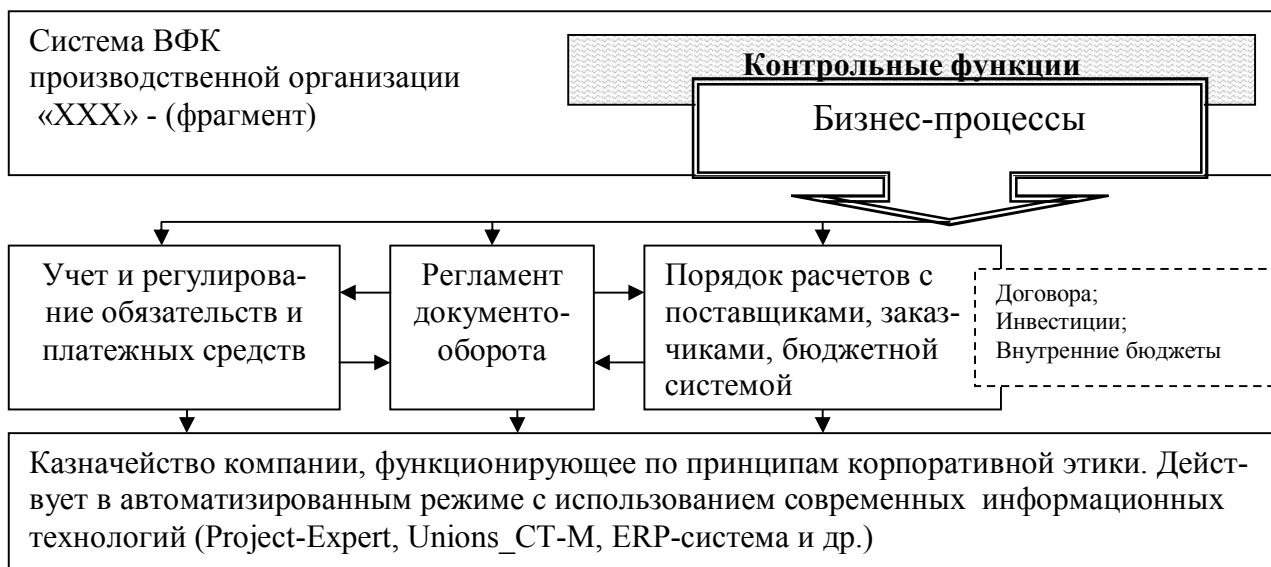 Система ВФК
производственной организации
«ХХХ» - (фрагмент)
Контрольные функции
Бизнес-процессы
Учет и регулирова-
ние обязательств и
платежных средств
Регламент
документо-
оборота
Порядок расчетов с
поставщиками, заказ-
чиками, бюджетной
системой
Договора;
Инвестиции;
Внутренние бюджеты
Казначейство компании, функционирующее по принципам корпоративной этики. Дейст-
вует в автоматизированным режиме с использованием современных информационных
технологий (Project-Expert, Unions_CT-M, ERP-система и др.)